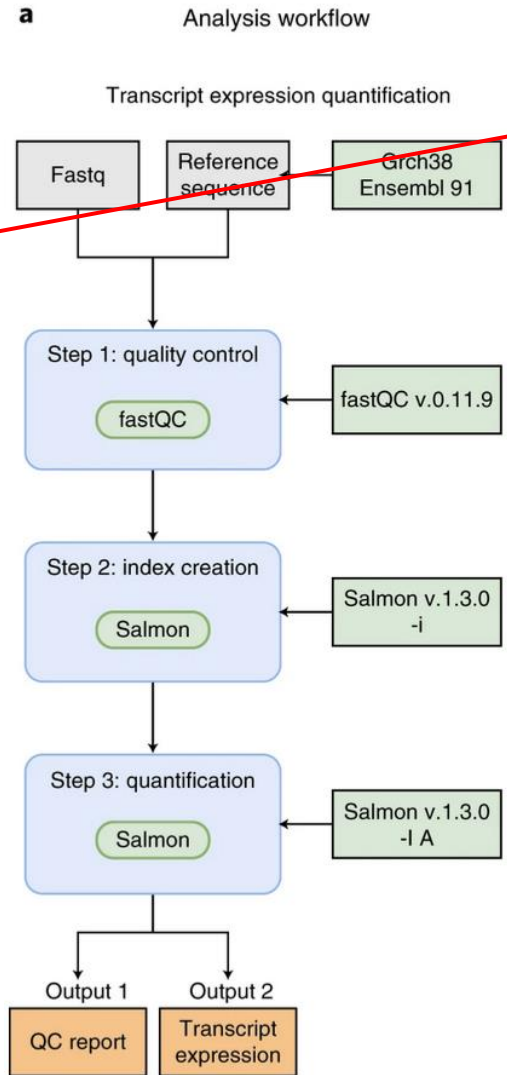 a
Analysis workflow
Transcript expression quantification
Fastq
Reference
sequence
Grch38
Ensembl 91
Step 1: quality control
fastQC
fastQC v.0.11.9
Step 2: index creation
Salmon
Salmon v.1.3.0
-i
Step 3: quantification
Salmon
Salmon v.1.3.0
-l A
Output 1
Output 2
QC report
Transcript
expression